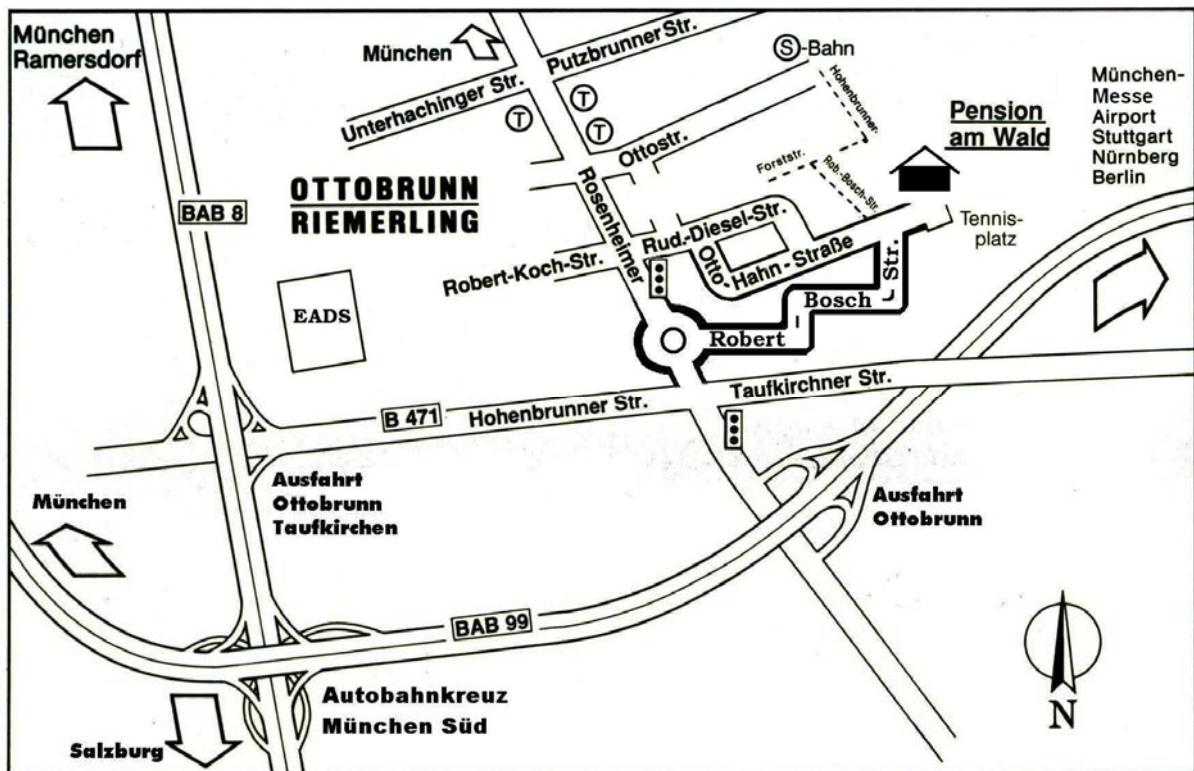 München
Ramersdorf
München
Putzbrunner Str.
Unterhachinger Str.
T
T
T
S-Bahn
Hohenbrunner-
Pension
am Wald
München-
Messe
Airport
Stuttgart
Nürnberg
Berlin
Ottostr.
Forststr.
Rob.-Bosch-Str.
BAB 8
OTTOBRUNN
RIEMERLING
Rosenheimer
Rud.-Diesel-Str.
Tennis-
platz
Robert-Koch-Str.
Otto-
Hahn-Straße
EADS
Robert
Bosch
Str.
Taufkirchner Str.
B 471
Hohenbrunner Str.
München
Ausfahrt
Ottobrunn
Taufkirchen
Ausfahrt
Ottobrunn
BAB 99
Autobahnkreuz
München Süd
Salzburg
N